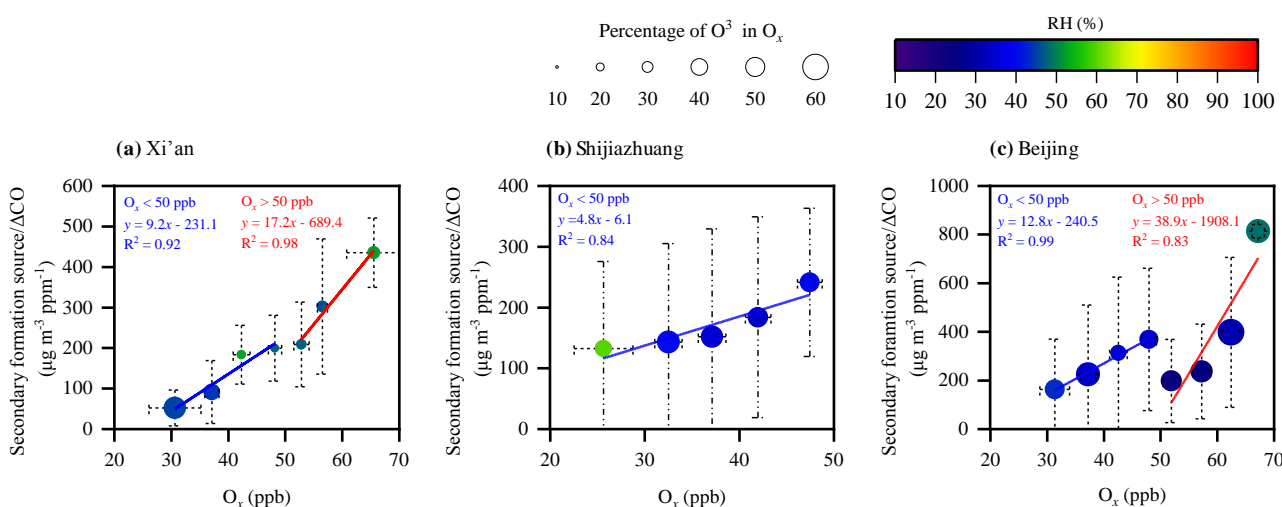 Percentage of O³ in Oₓ
10 20 30 40 50 60
RH (%)
10 20 30 40 50 60 70 80 90 100
(a) Xi'an
Secondary formation source/ΔCO
(μg m⁻³ ppm⁻¹)
600
500
400
300
200
100
0
Oₓ < 50 ppb
y = 9.2x - 231.1
R² = 0.92
Oₓ > 50 ppb
y = 17.2x - 689.4
R² = 0.98
20 30 40 50 60 70
Oₓ (ppb)
(b) Shijiazhuang
Secondary formation source/ΔCO
(μg m⁻³ ppm⁻¹)
400
300
200
100
0
Oₓ < 50 ppb
y =4.8x - 6.1
R² = 0.84
20 30 40 50
Oₓ (ppb)
(c) Beijing
Secondary foramtion source/ΔCO
(μg m⁻³ ppm⁻¹)
1000
800
600
400
200
0
Oₓ < 50 ppb
y = 12.8x - 240.5
R² = 0.99
Oₓ > 50 ppb
y = 38.9x - 1908.1
R² = 0.83
20 30 40 50 60 70
Oₓ (ppb)